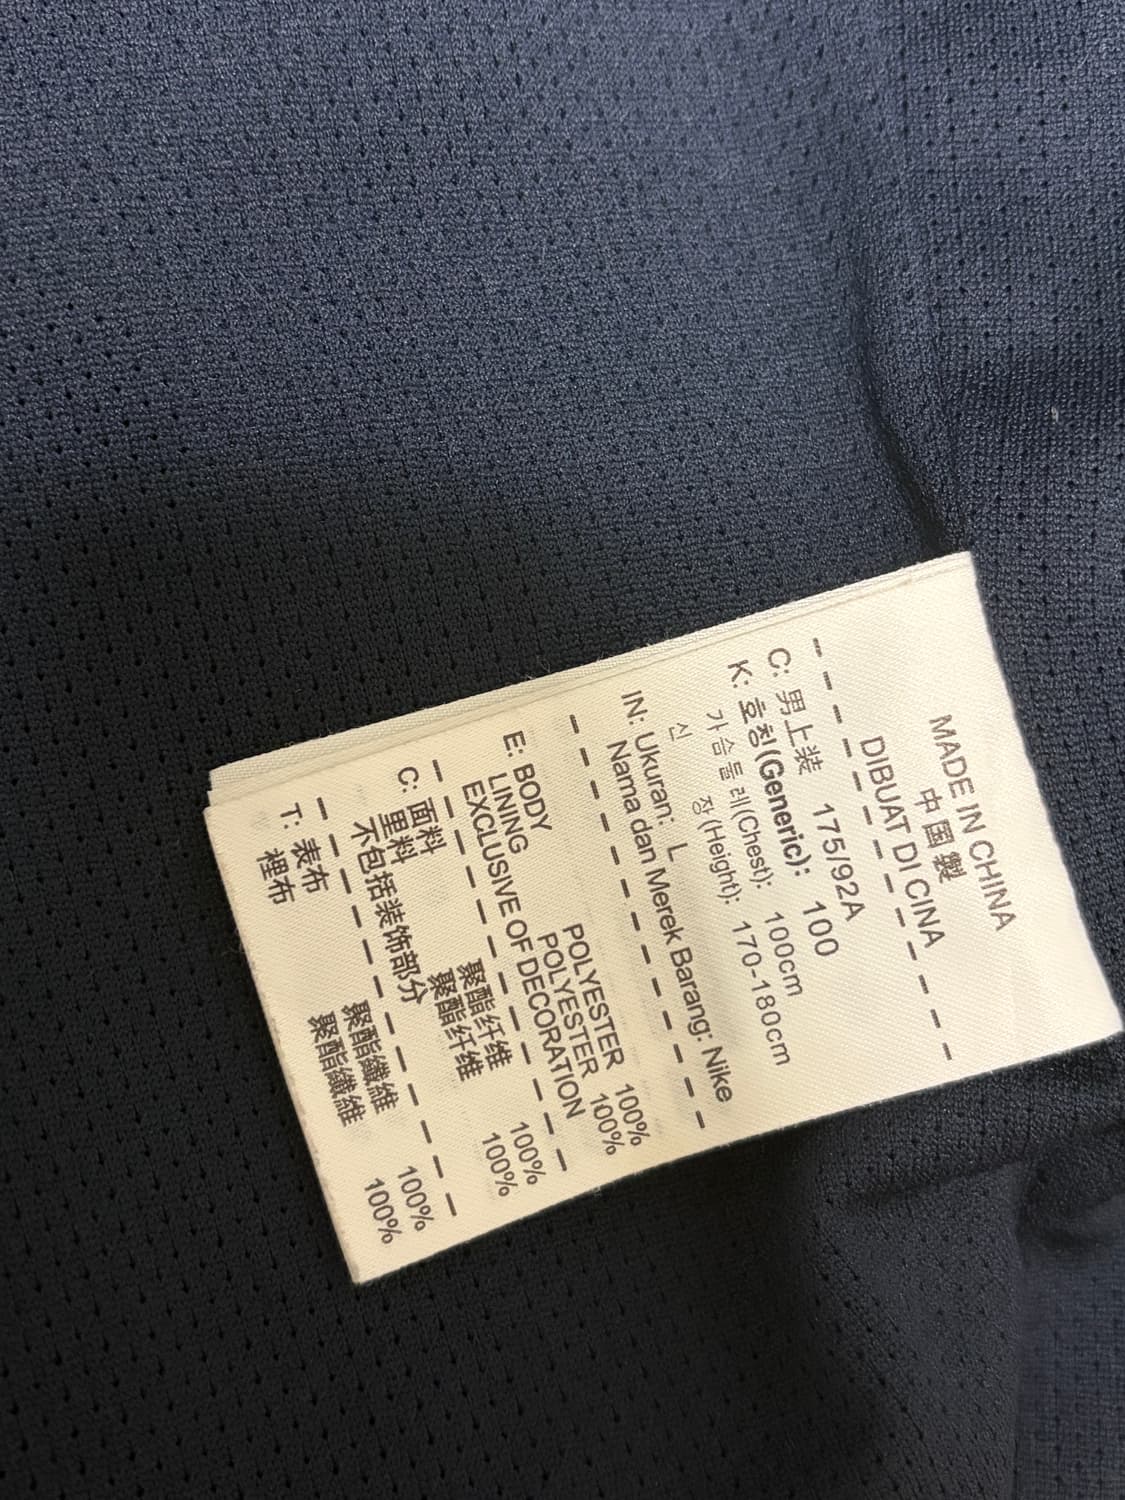 MADE IN CHINA
中国製
DIBUAT DI CINA
C: 男上装 175/92A
K: 호칭(Generic): 100
가슴둘레(Chest): 100cm
신 장(Height): 170-180cm
IN: Ukuran: L
Nama dan Merek Barang: Nike
E: BODY POLYESTER 100%
LINING POLYESTER 100%
EXCLUSIVE OF DECORATION
C: 面料 聚酯纤维 100%
里料 聚酯纤维 100%
不包括装饰部分
T: 表布 聚酯纖維 100%
裡布 聚酯纖維 100%